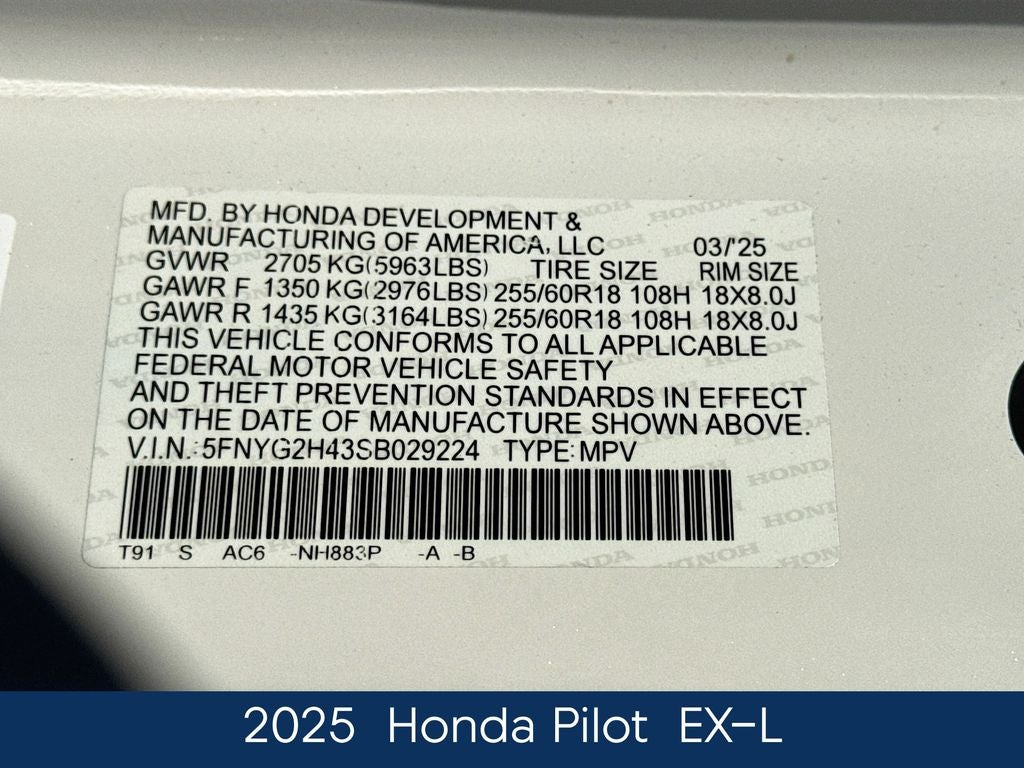 MFD. BY HONDA DEVELOPMENT &
MANUFACTURING OF AMERICA, LLC 03/'25
GVWR 2705 KG(5963LBS) TIRE SIZE RIM SIZE
GAWR F 1350 KG(2976LBS) 255/60R18 108H 18X8.0J
GAWR R 1435 KG(3164LBS) 255/60R18 108H 18X8.0J
THIS VEHICLE CONFORMS TO ALL APPLICABLE
FEDERAL MOTOR VEHICLE SAFETY
AND THEFT PREVENTION STANDARDS IN EFFECT
ON THE DATE OF MANUFACTURE SHOWN ABOVE.
V.I.N.:5FNYG2H43SB029224 TYPE:MPV
T91 S AC6 -NH883P -A -B
2025 Honda Pilot EX-L